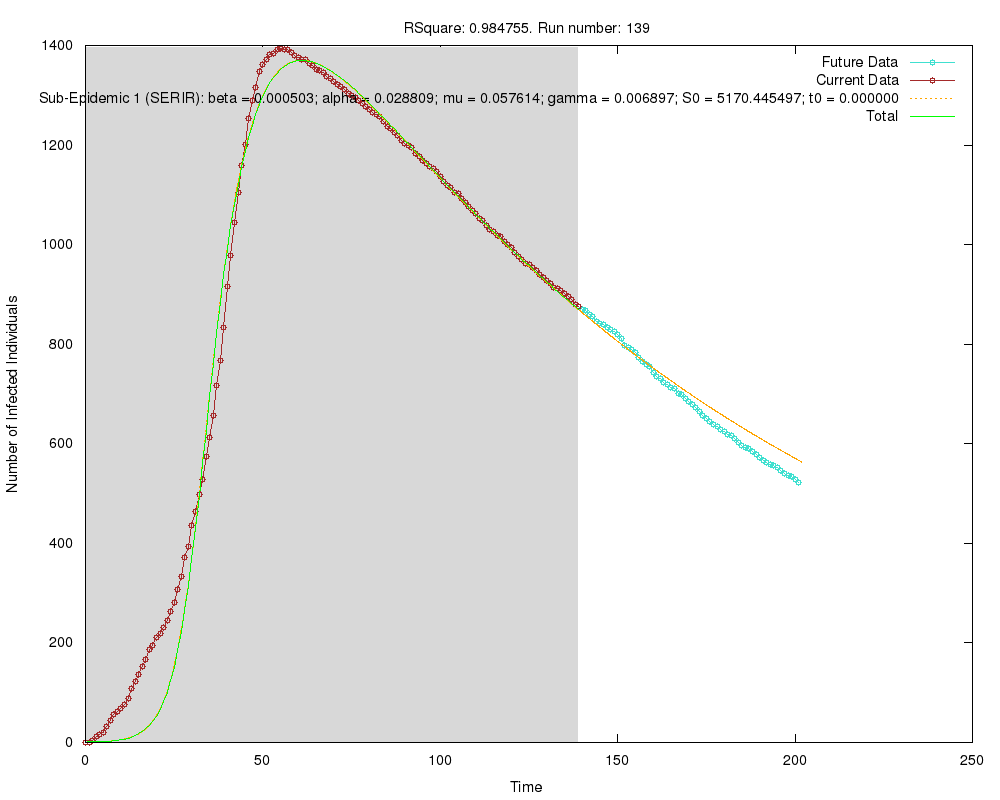 RSquare: 0.984755. Run number: 139
1400
1200
1000
800
600
400
200
0
Number of Infected Individuals
Future Data
Current Data
Sub-Epidemic 1 (SERIR): beta = 0.000503; alpha = 0.028809; mu = 0.057614; gamma = 0.006897; S0 = 5170.445497; t0 = 0.000000
Total
0 50 100 150 200 250
Time